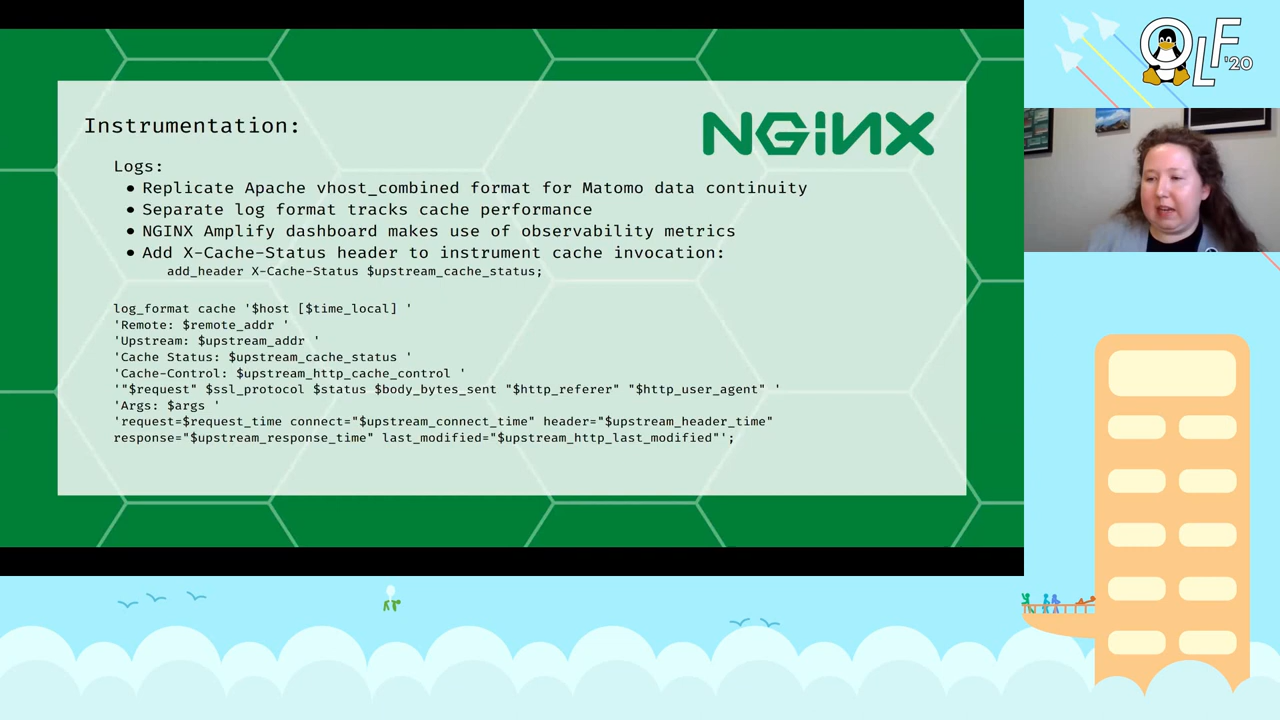 Instrumentation:
NGINX
Logs:
• Replicate Apache vhost_combined format for Matomo data continuity
• Separate log format tracks cache performance
• NGINX Amplify dashboard makes use of observability metrics
• Add X-Cache-Status header to instrument cache invocation:
add_header X-Cache-Status $upstream_cache_status;
log_format cache '$host [$time_local] '
'Remote: $remote_addr '
'Upstream: $upstream_addr '
'Cache Status: $upstream_cache_status '
'Cache-Control: $upstream_http_cache_control '
'"$request" $ssl_protocol $status $body_bytes_sent "$http_referer" "$http_user_agent" '
'Args: $args '
'request=$request_time connect="$upstream_connect_time" header="$upstream_header_time"
response="$upstream_response_time" last_modified="$upstream_http_last_modified"';
OLF '20